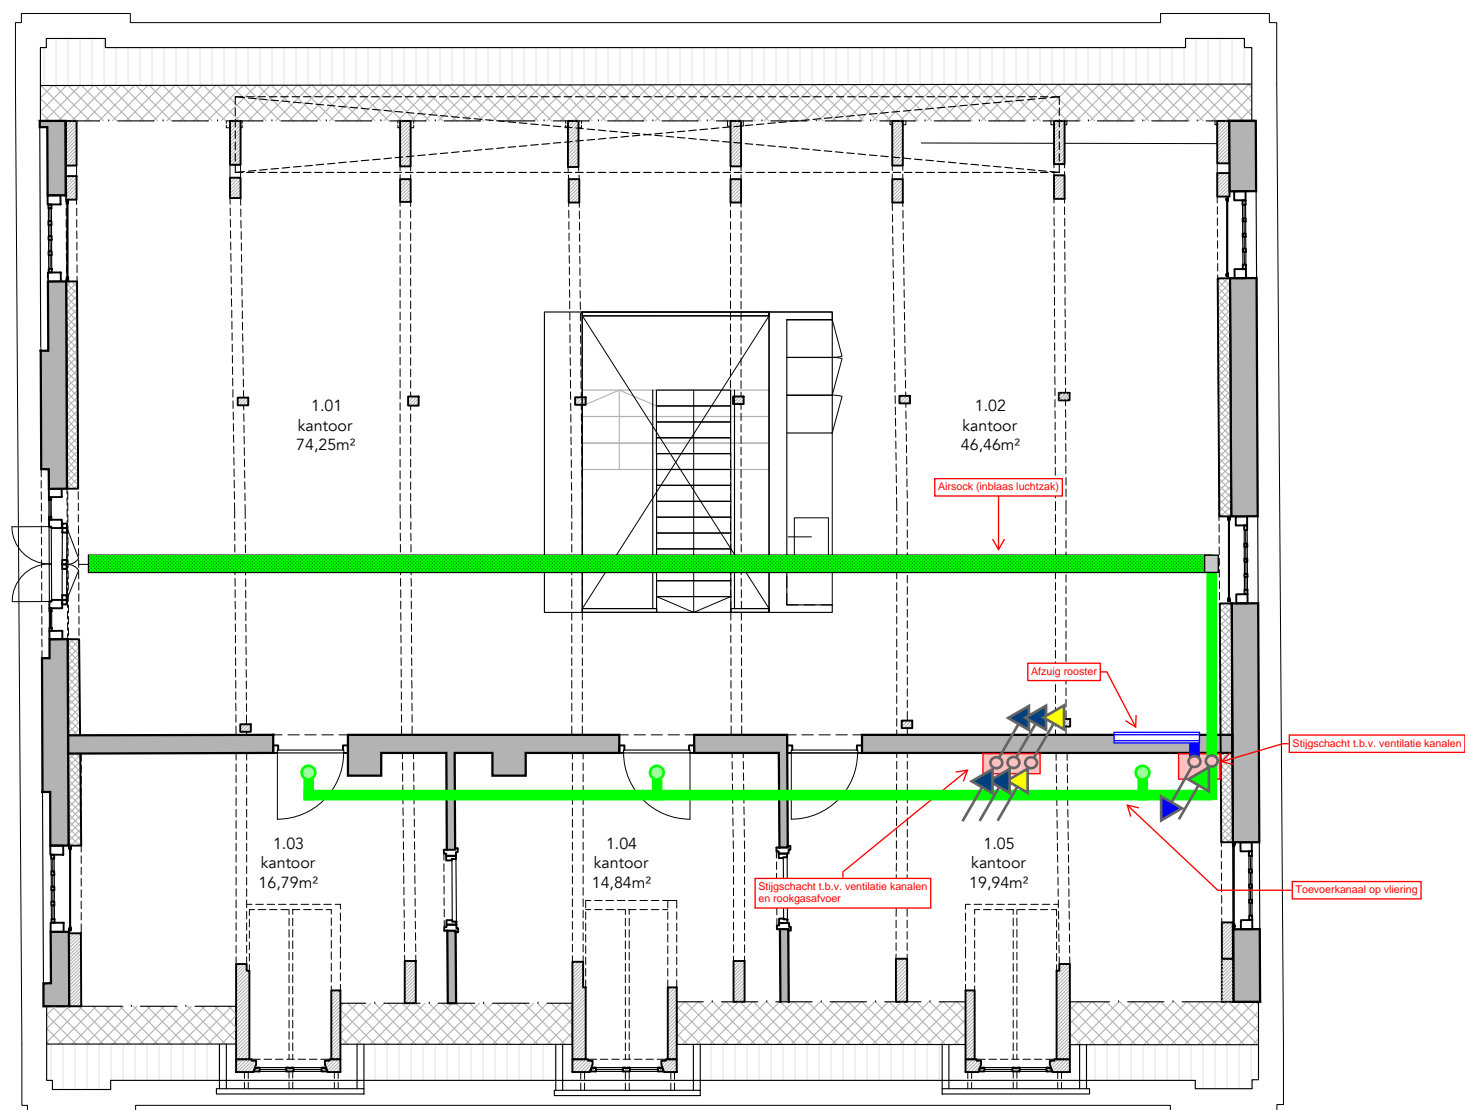 1.01
kantoor
74,25m²
1.02
kantoor
46,46m²
Airsock (inblaas luchtzak)
Afzuig rooster
Stijgschacht t.b.v. ventilatie kanalen
1.03
kantoor
16,79m²
1.04
kantoor
14,84m²
1.05
kantoor
19,94m²
Stijgschacht t.b.v. ventilatie kanalen
en rookgasafvoer
Toevoerkanaal op vliering